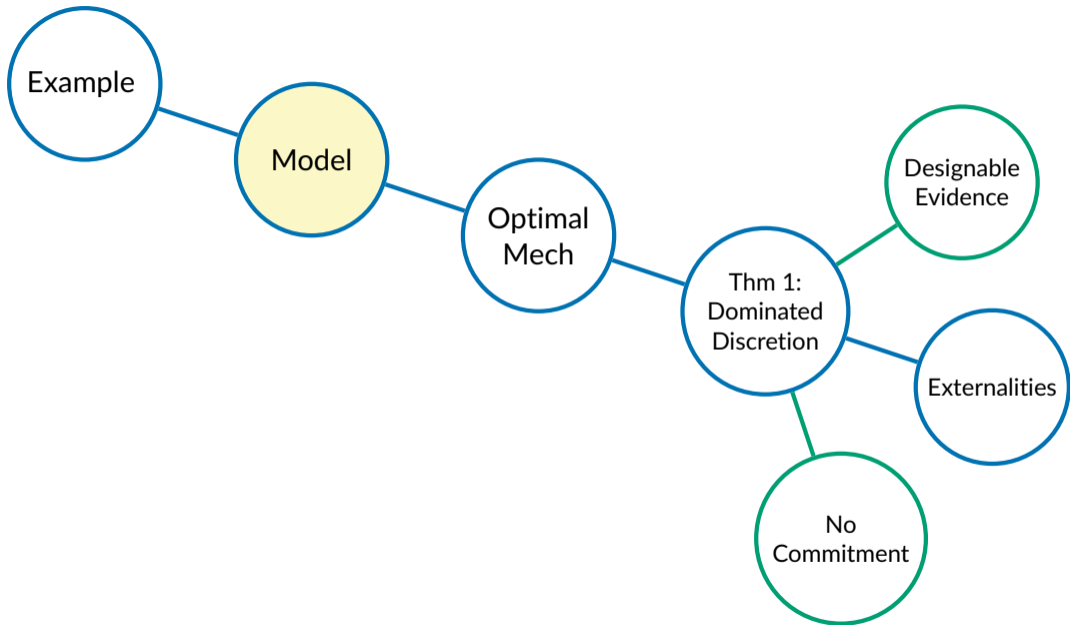 Example
Model
Optimal
Mech
Thm 1:
Dominated
Discretion
Designable
Evidence
Externalities
No
Commitment